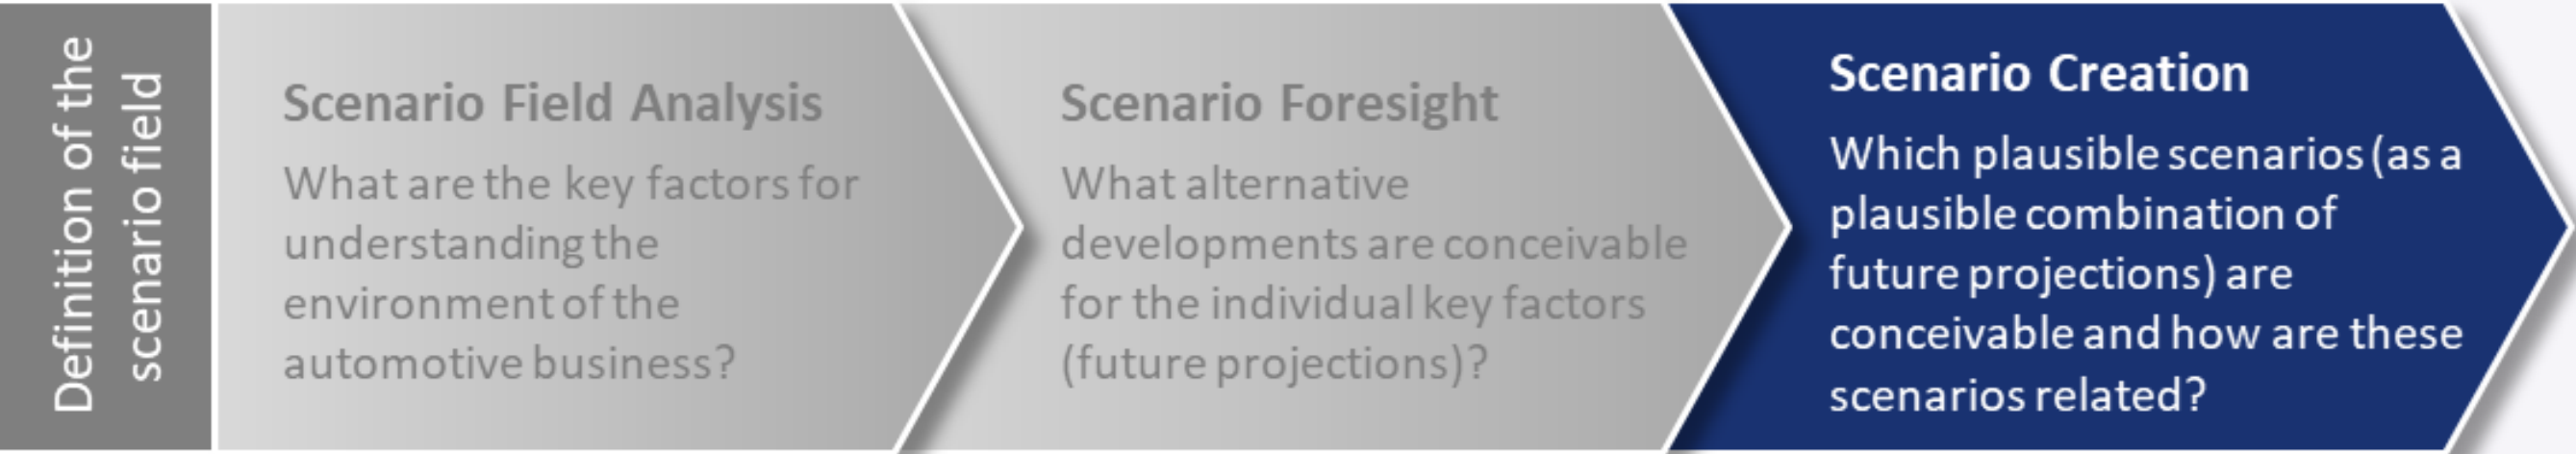 Definition of the
scenario field
Scenario Field Analysis
What are the key factors for
understanding the
environment of the
automotive business?
Scenario Foresight
What alternative
developments are conceivable
for the individual key factors
(future projections)?
Scenario Creation
Which plausible scenarios (as a
plausible combination of
future projections) are
conceivable and how are these
scenarios related?